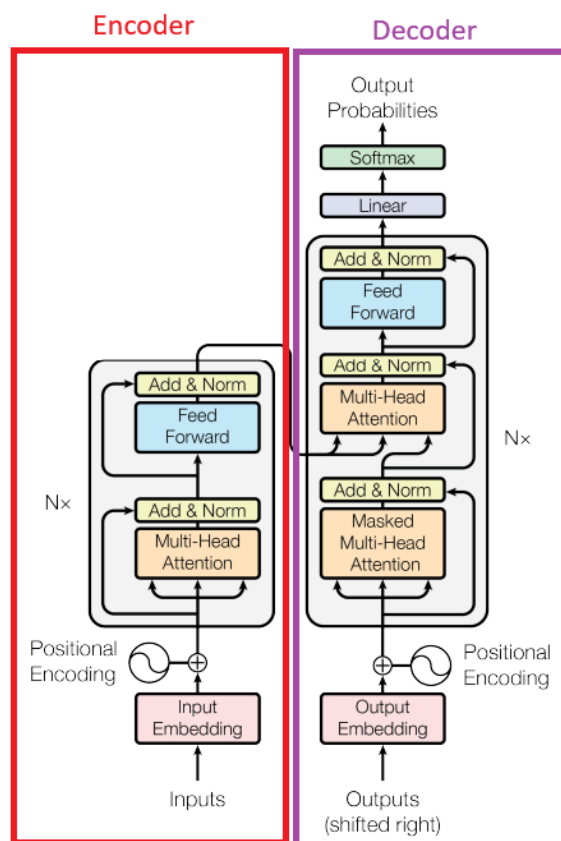 Encoder
Decoder
Output
Probabilities
Softmax
Linear
Add & Norm
Feed
Forward
Add & Norm
Multi-Head
Attention
Nx
Add & Norm
Masked
Multi-Head
Attention
Positional
Encoding
Output
Embedding
Outputs
(shifted right)
Add & Norm
Feed
Forward
Nx
Add & Norm
Multi-Head
Attention
Positional
Encoding
Input
Embedding
Inputs